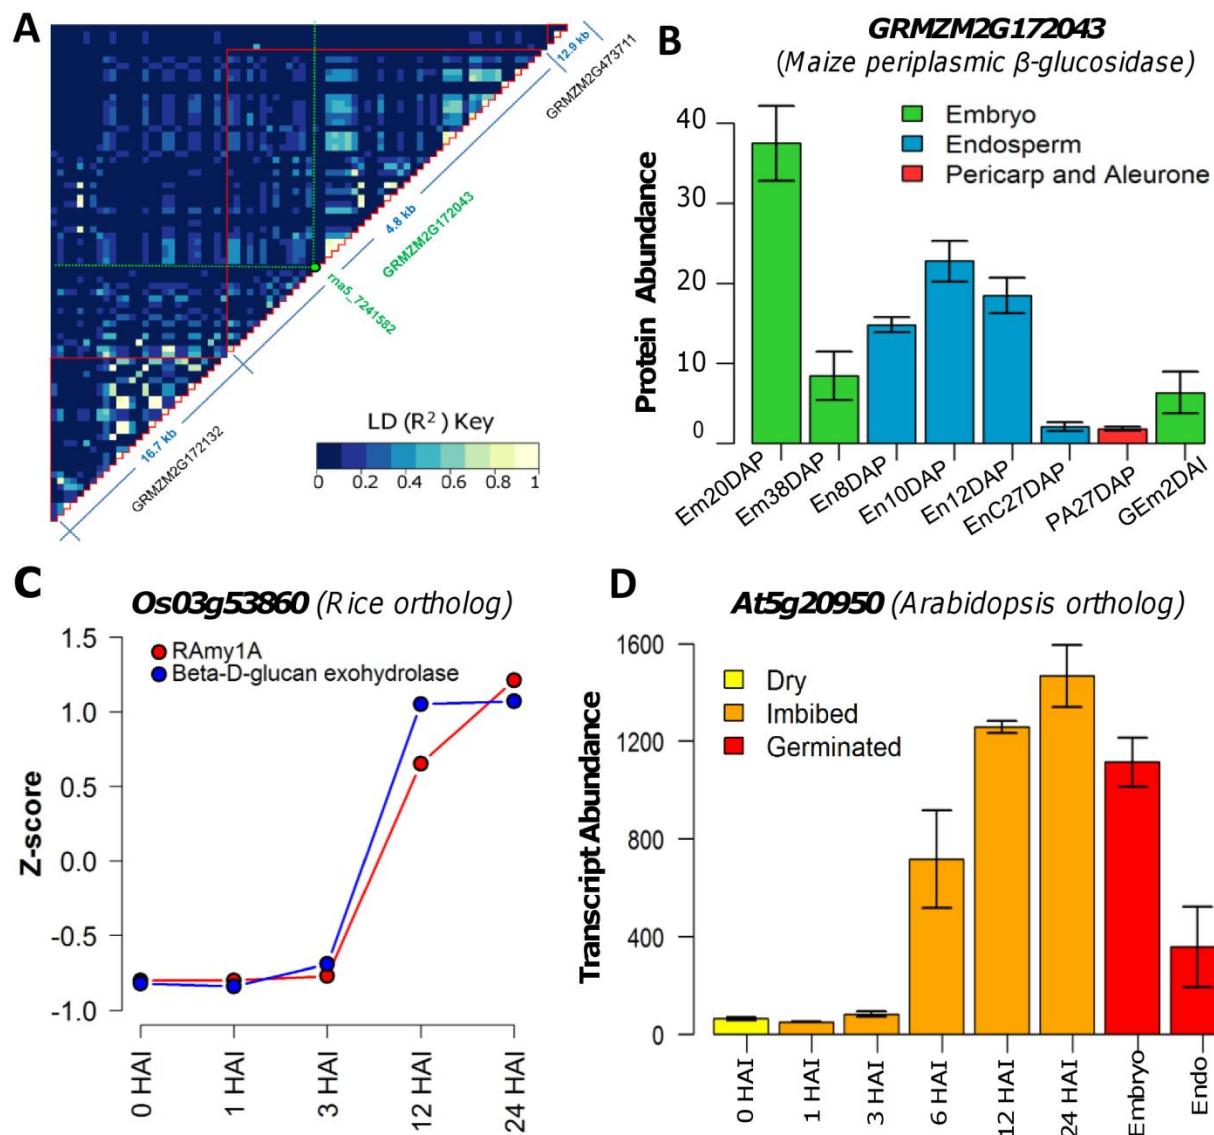 A
12.9 kb
GRMZM2G473711
4.8 kb
GRMZM2G172043
rna5_7241582
16.7 kb
GRMZM2G172132
LD (R² ) Key
0 0.2 0.4 0.6 0.8 1
B
GRMZM2G172043
(Maize periplasmic β-glucosidase)
Embryo
Endosperm
Pericarp and Aleurone
Protein Abundance
40
30
20
10
0
Em20DAP
Em38DAP
En8DAP
En10DAP
En12DAP
EnC27DAP
PA27DAP
GEm2DAI
C
Os03g53860 (Rice ortholog)
RAmy1A
Beta-D-glucan exohydrolase
Z-score
1.5
1.0
0.5
0.0
-0.5
-1.0
0 HAI
1 HAI
3 HAI
12 HAI
24 HAI
D
At5g20950 (Arabidopsis ortholog)
Dry
Imbibed
Germinated
Transcript Abundance
1600
1200
800
400
0
0 HAI
1 HAI
3 HAI
6 HAI
12 HAI
24 HAI
Embryo
Endo